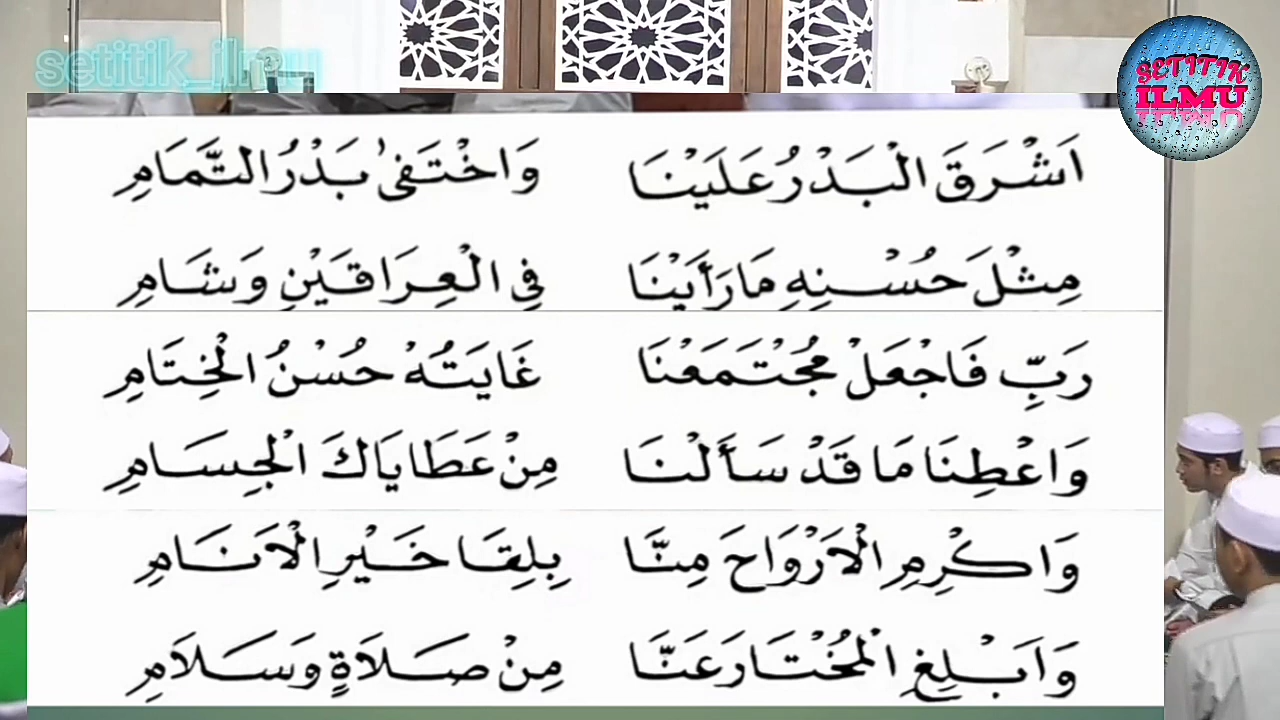 setitik_ilmu
SETITIK
ILMU
اَشْرَقَ الْبَدْرُ عَلَيْنَا وَاخْتَفٰى بَدْرُ التَّمَامِ
مِثْلَ حُسْنِهِ مَا رَأَيْنَا فِى الْعِرَاقَيْنِ وَشَامِ
رَبِّ فَاجْعَلْ مُجْتَمَعْنَا غَايَتُهْ حُسْنُ الْخِتَامِ
وَاعْطِنَا مَا قَدْ سَأَلْنَا مِنْ عَطَايَاكَ الْجِسَامِ
وَاكْرِمِ الْاَرْوَاحَ مِنَّا بِلِقَا خَيْرِ الْاَنَامِ
وَابْلِغِ الْمُخْتَارَ عَنَّا مِنْ صَلَاةٍ وَسَلَامِ